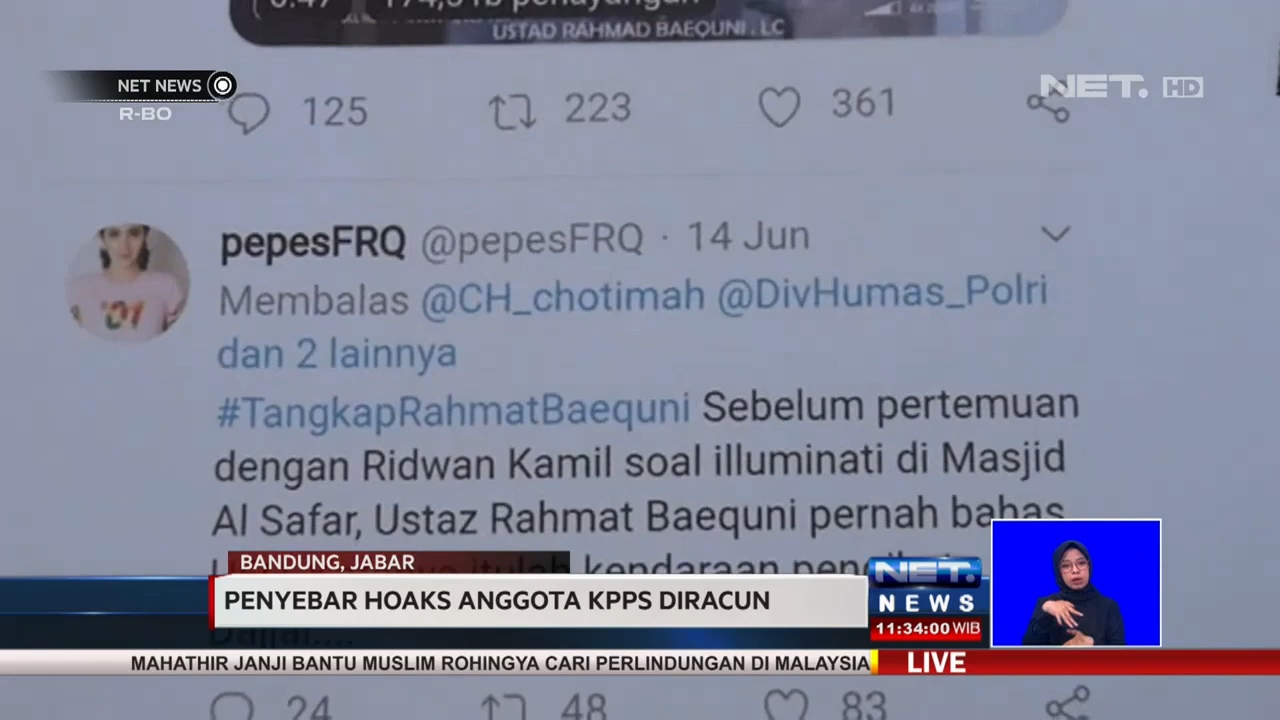 USTAD RAHMAD BAEQUNI . LC
NET NEWS
R-BO
NET. HD
125 223 361
pepesFRQ @pepesFRQ · 14 Jun
Membalas @CH_chotimah @DivHumas_Polri
dan 2 lainnya
#TangkapRahmatBaequni Sebelum pertemuan
dengan Ridwan Kamil soal illuminati di Masjid
Al Safar, Ustaz Rahmat Baequni pernah bahas
kendaraan
BANDUNG, JABAR
PENYEBAR HOAKS ANGGOTA KPPS DIRACUN
NET.
NEWS
11:34:00 WIB
MAHATHIR JANJI BANTU MUSLIM ROHINGYA CARI PERLINDUNGAN DI MALAYSIA
LIVE
24 48 83